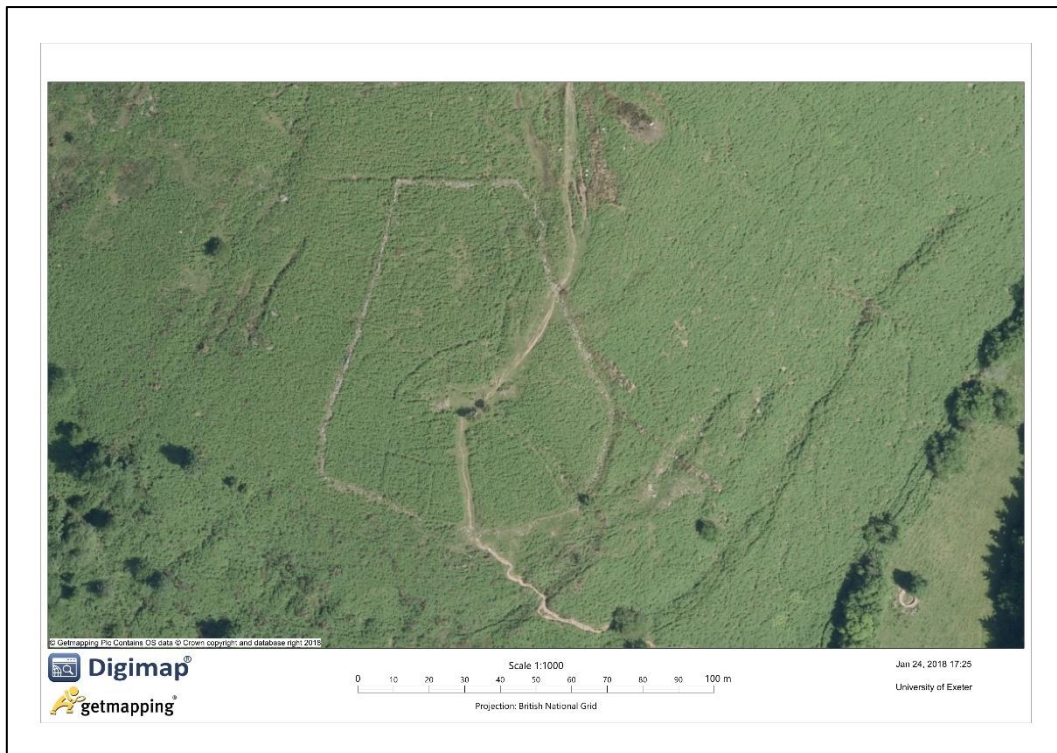 © Getmapping Plc Contains OS data © Crown copyright and database right 2018
Digimap®
getmapping®
Scale 1:1000
0 10 20 30 40 50 60 70 80 90 100 m
Projection: British National Grid
Jan 24, 2018 17:25
University of Exeter